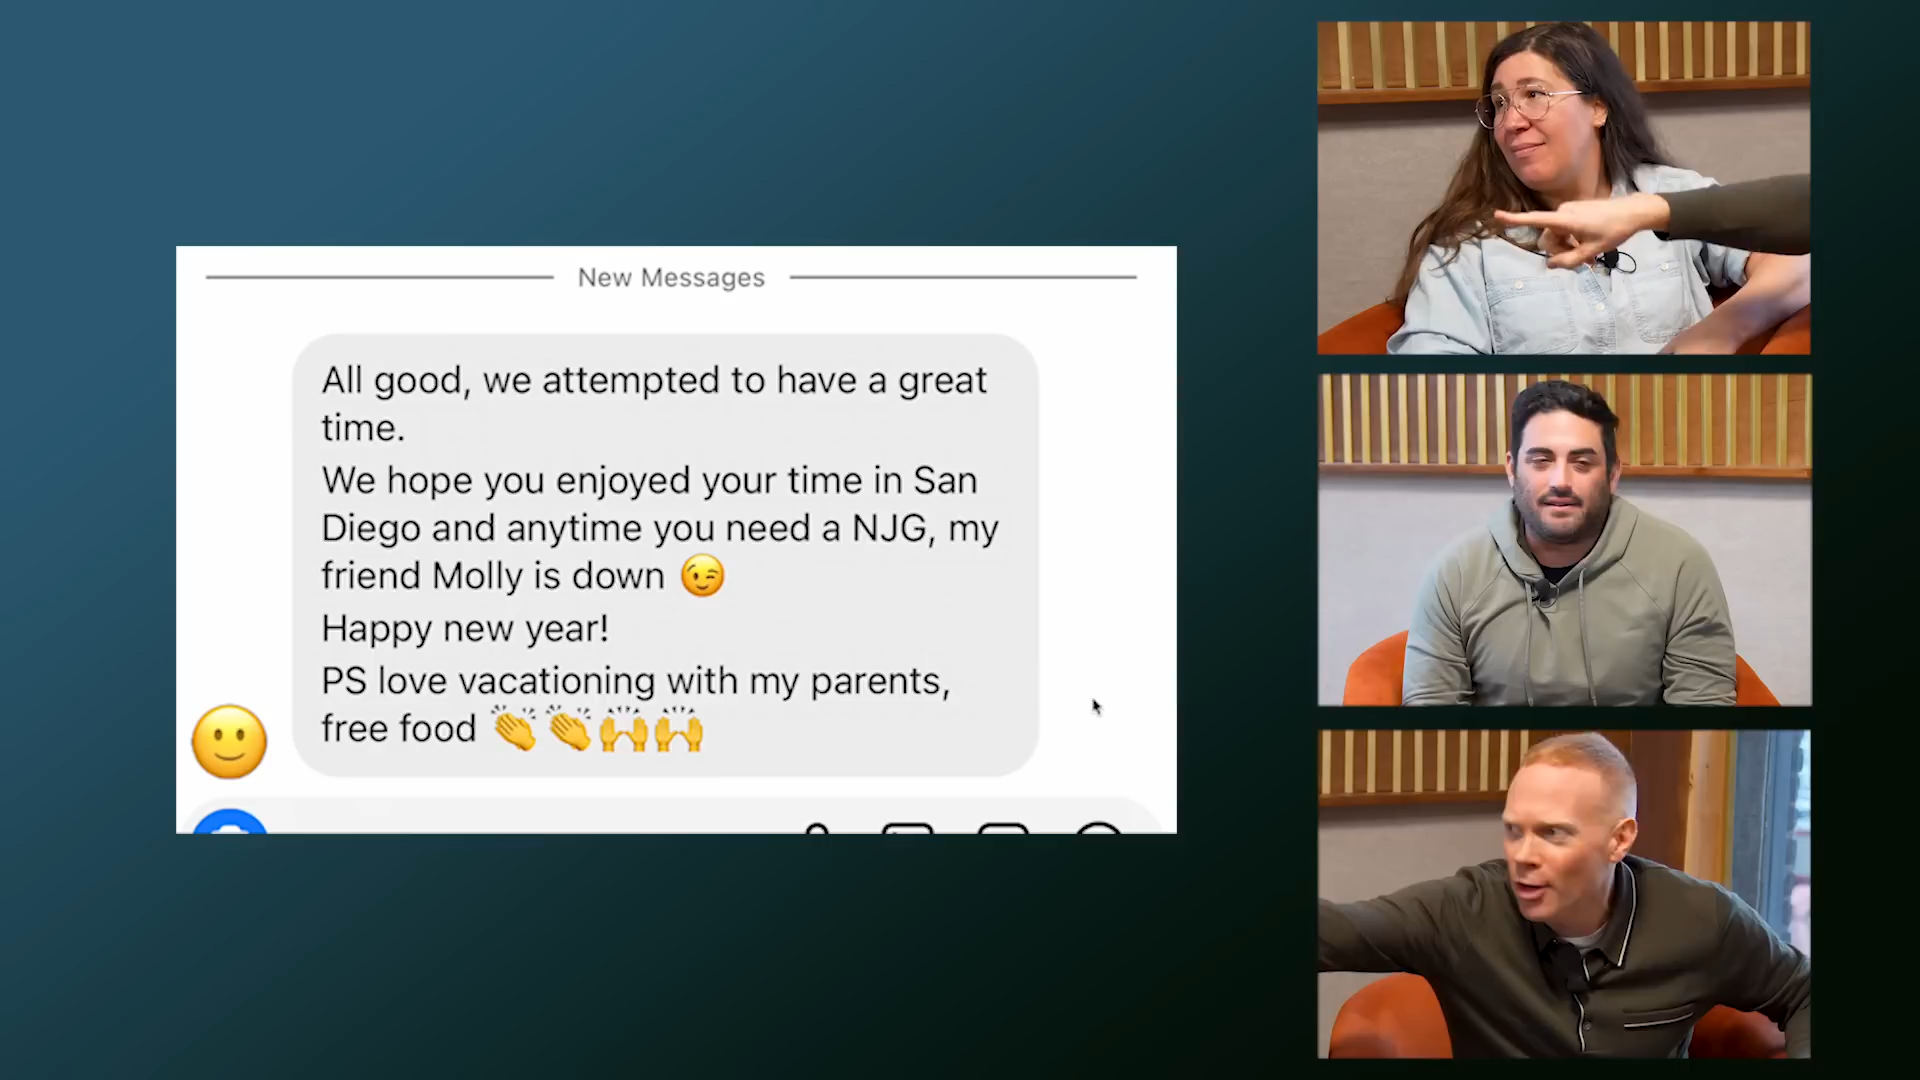 New Messages
All good, we attempted to have a great
time.
We hope you enjoyed your time in San
Diego and anytime you need a NJG, my
friend Molly is down 😉
Happy new year!
PS love vacationing with my parents,
free food 👏👏🙌🙌